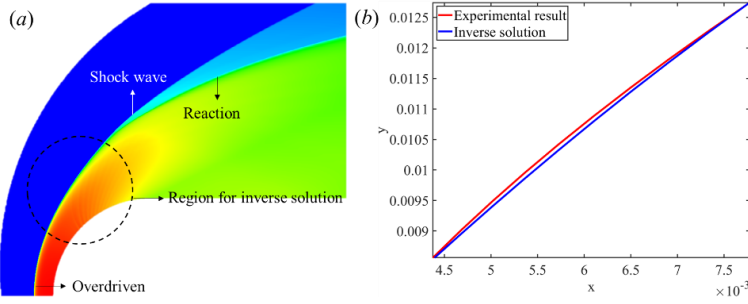 (a)
Shock wave
Reaction
Region for inverse solution
Overdriven
(b)
Experimental result
Inverse solution
0.0125
0.012
0.0115
0.011
0.0105
0.01
0.0095
0.009
y
4.5 5 5.5 6 6.5 7 7.5
x
×10⁻³